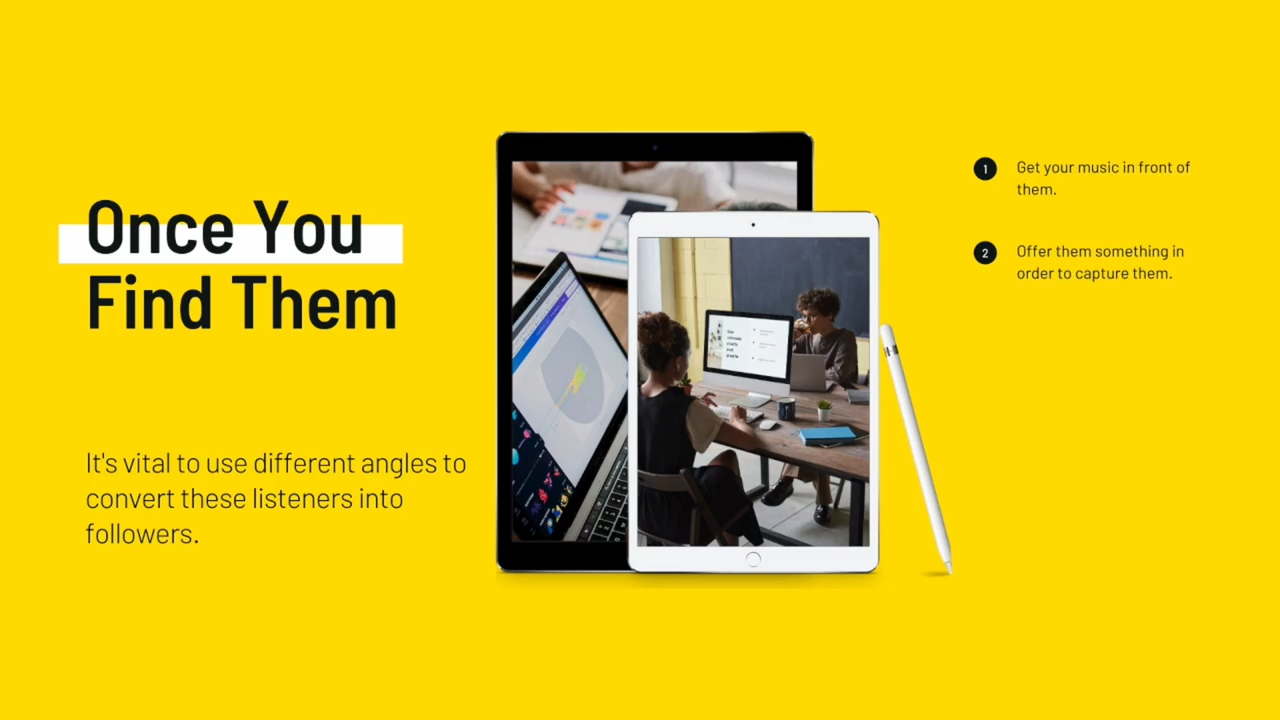 Once You
Find Them
It's vital to use different angles to
convert these listeners into
followers.
1
Get your music in front of
them.
2
Offer them something in
order to capture them.